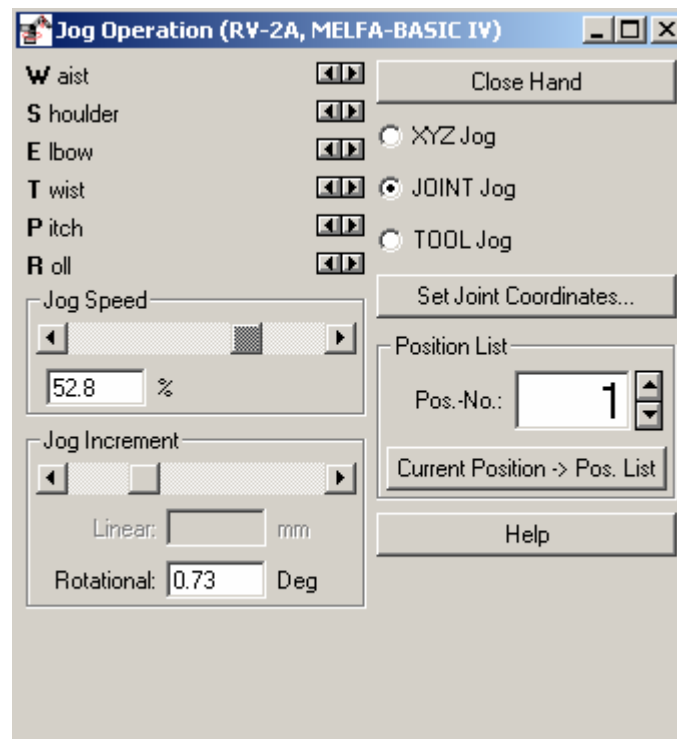 Jog Operation (RV-2A, MELFA-BASIC IV)
W aist
S houlder
E lbow
T wist
P itch
R oll
Jog Speed
52.8 %
Jog Increment
Linear: mm
Rotational: 0.73 Deg
Close Hand
XYZ Jog
JOINT Jog
TOOL Jog
Set Joint Coordinates...
Position List
Pos.-No.: 1
Current Position -> Pos. List
Help